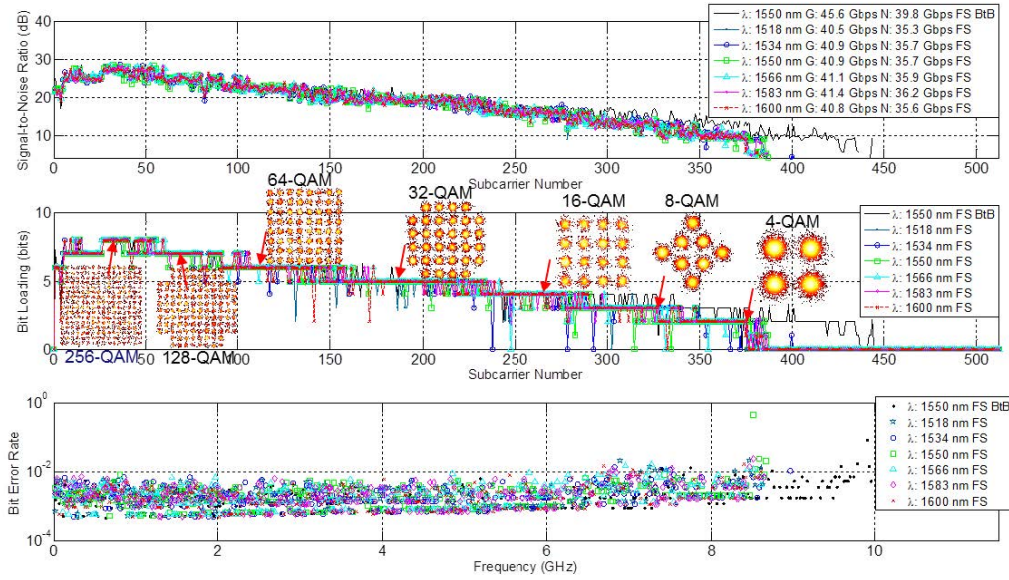 Signal-to-Noise Ratio (dB)
40
30
20
10
0 50 100 150 200 250 300 350 400 450 500
Subcarrier Number
λ: 1550 nm G: 45.6 Gbps N: 39.8 Gbps FS BtB
λ: 1518 nm G: 40.5 Gbps N: 35.3 Gbps FS
λ: 1534 nm G: 40.9 Gbps N: 35.7 Gbps FS
λ: 1550 nm G: 40.9 Gbps N: 35.7 Gbps FS
λ: 1566 nm G: 41.1 Gbps N: 35.9 Gbps FS
λ: 1583 nm G: 41.4 Gbps N: 36.2 Gbps FS
λ: 1600 nm G: 40.8 Gbps N: 35.6 Gbps FS
Bit Loading (bits)
10
5
0
64-QAM
32-QAM
16-QAM
8-QAM
4-QAM
256-QAM
128-QAM
0 50 100 150 200 250 300 350 400 450 500
Subcarrier Number
λ: 1550 nm FS BtB
λ: 1518 nm FS
λ: 1534 nm FS
λ: 1550 nm FS
λ: 1566 nm FS
λ: 1583 nm FS
λ: 1600 nm FS
Bit Error Rate
10^0
10^-2
10^-4
0 2 4 6 8 10
Frequency (GHz)
λ: 1550 nm FS BtB
λ: 1518 nm FS
λ: 1534 nm FS
λ: 1550 nm FS
λ: 1566 nm FS
λ: 1583 nm FS
λ: 1600 nm FS